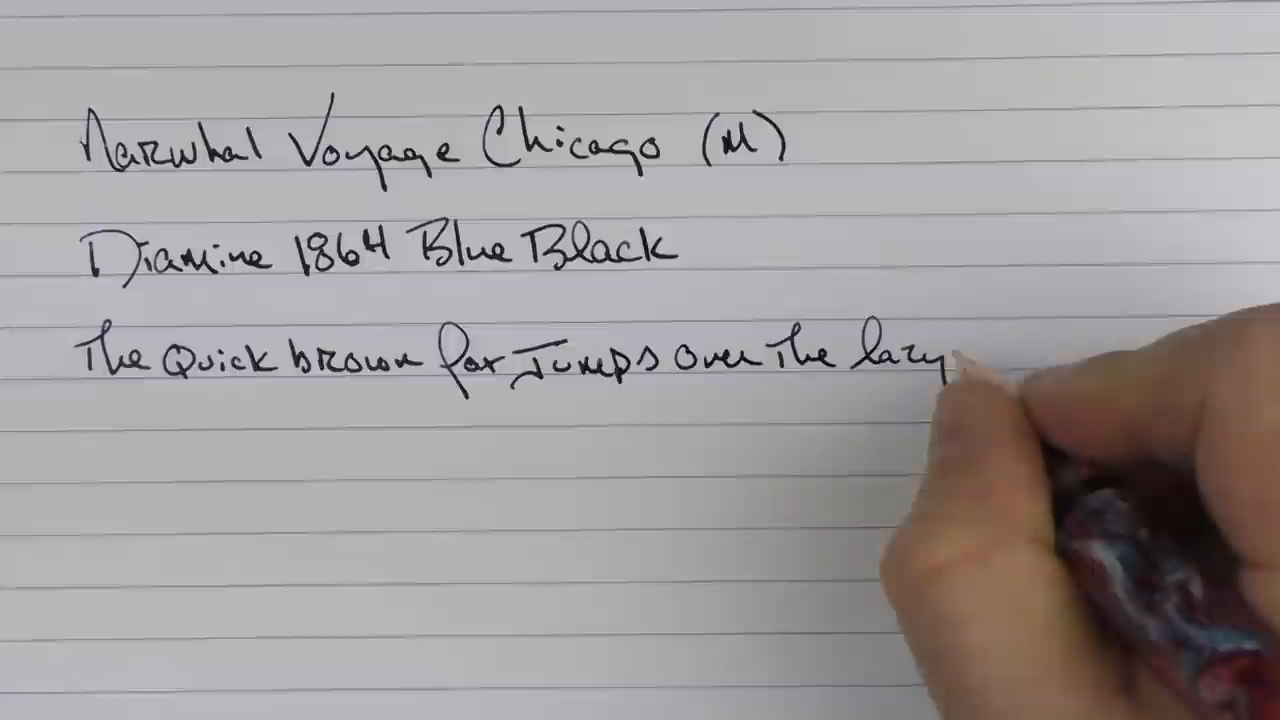 Narwhal Voyage Chicago (M)
Diamine 1864 Blue Black
The Quick brown fox Jumps over The lazy